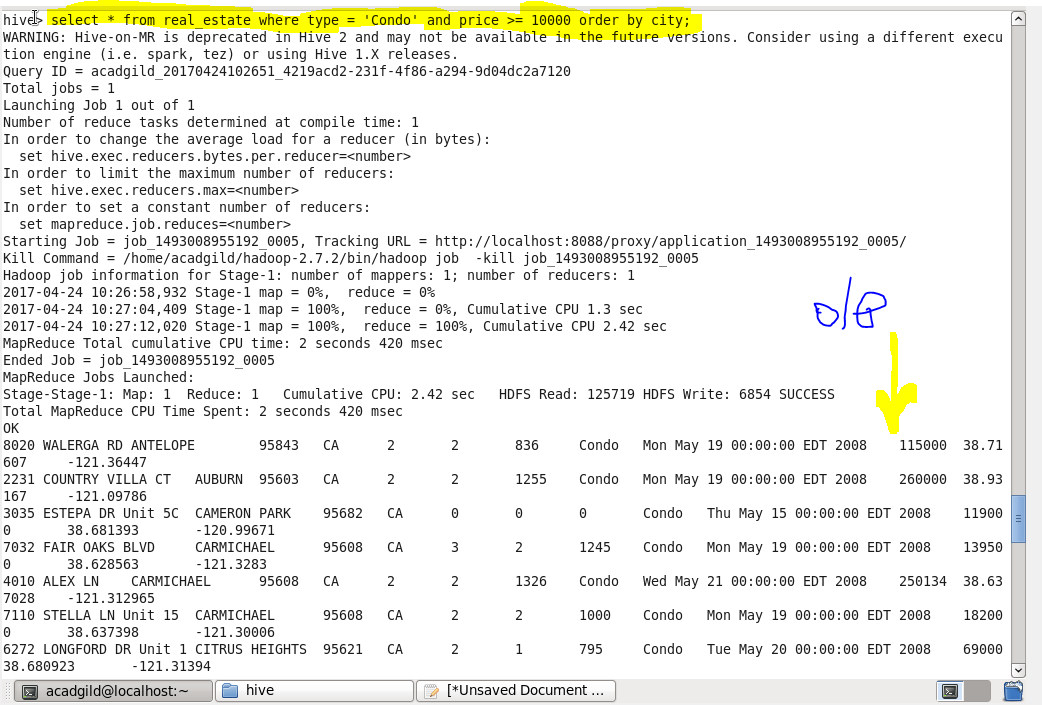 hive> select * from real_estate where type = 'Condo' and price >= 10000 order by city;
WARNING: Hive-on-MR is deprecated in Hive 2 and may not be available in the future versions. Consider using a different execu
tion engine (i.e. spark, tez) or using Hive 1.X releases.
Query ID = acadgild_20170424102651_4219acd2-231f-4f86-a294-9d04dc2a7120
Total jobs = 1
Launching Job 1 out of 1
Number of reduce tasks determined at compile time: 1
In order to change the average load for a reducer (in bytes):
  set hive.exec.reducers.bytes.per.reducer=<number>
In order to limit the maximum number of reducers:
  set hive.exec.reducers.max=<number>
In order to set a constant number of reducers:
  set mapreduce.job.reduces=<number>
Starting Job = job_1493008955192_0005, Tracking URL = http://localhost:8088/proxy/application_1493008955192_0005/
Kill Command = /home/acadgild/hadoop-2.7.2/bin/hadoop job  -kill job_1493008955192_0005
Hadoop job information for Stage-1: number of mappers: 1; number of reducers: 1
2017-04-24 10:26:58,932 Stage-1 map = 0%,  reduce = 0%
2017-04-24 10:27:04,409 Stage-1 map = 100%,  reduce = 0%, Cumulative CPU 1.3 sec
2017-04-24 10:27:12,020 Stage-1 map = 100%,  reduce = 100%, Cumulative CPU 2.42 sec
O/P
MapReduce Total cumulative CPU time: 2 seconds 420 msec
Ended Job = job_1493008955192_0005
MapReduce Jobs Launched:
Stage-Stage-1: Map: 1  Reduce: 1   Cumulative CPU: 2.42 sec   HDFS Read: 125719 HDFS Write: 6854 SUCCESS
Total MapReduce CPU Time Spent: 2 seconds 420 msec
OK
8020 WALERGA RD ANTELOPE        95843   CA      2       2       836     Condo   Mon May 19 00:00:00 EDT 2008    115000  38.71
607     -121.36447
2231 COUNTRY VILLA CT   AUBURN  95603   CA      2       2       1255    Condo   Mon May 19 00:00:00 EDT 2008    260000  38.93
167     -121.09786
3035 ESTEPA DR Unit 5C  CAMERON PARK    95682   CA      0       0       0       Condo   Thu May 15 00:00:00 EDT 2008    11900
0       38.681393       -120.99671
7032 FAIR OAKS BLVD     CARMICHAEL      95608   CA      3       2       1245    Condo   Mon May 19 00:00:00 EDT 2008    13950
0       38.628563       -121.3283
4010 ALEX LN    CARMICHAEL      95608   CA      2       2       1326    Condo   Wed May 21 00:00:00 EDT 2008    250134  38.63
7028    -121.312965
7110 STELLA LN Unit 15  CARMICHAEL      95608   CA      2       2       1000    Condo   Mon May 19 00:00:00 EDT 2008    18200
0       38.637398       -121.30006
6272 LONGFORD DR Unit 1 CITRUS HEIGHTS  95621   CA      2       1       795     Condo   Tue May 20 00:00:00 EDT 2008    69000
38.680923       -121.31394
acadgild@localhost:~ hive [*Unsaved Document ...